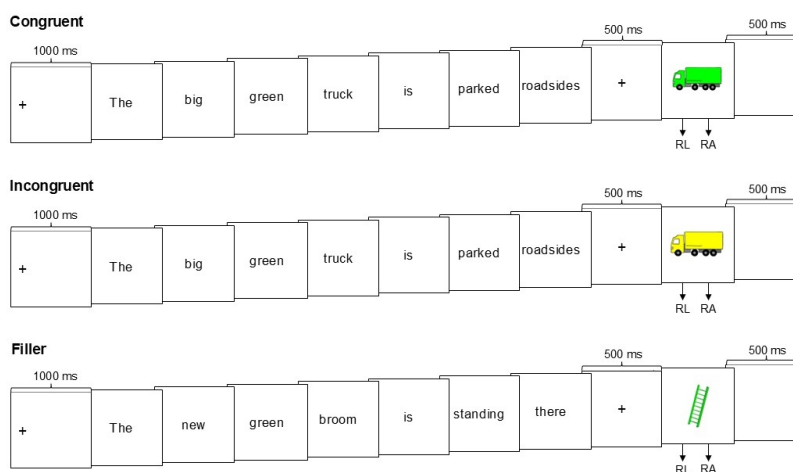 Congruent
1000 ms
500 ms
500 ms
+ The big green truck is parked roadsides +
RL RA
Incongruent
1000 ms
500 ms
500 ms
+ The big green truck is parked roadsides +
RL RA
Filler
1000 ms
500 ms
500 ms
+ The new green broom is standing there +
RL RA